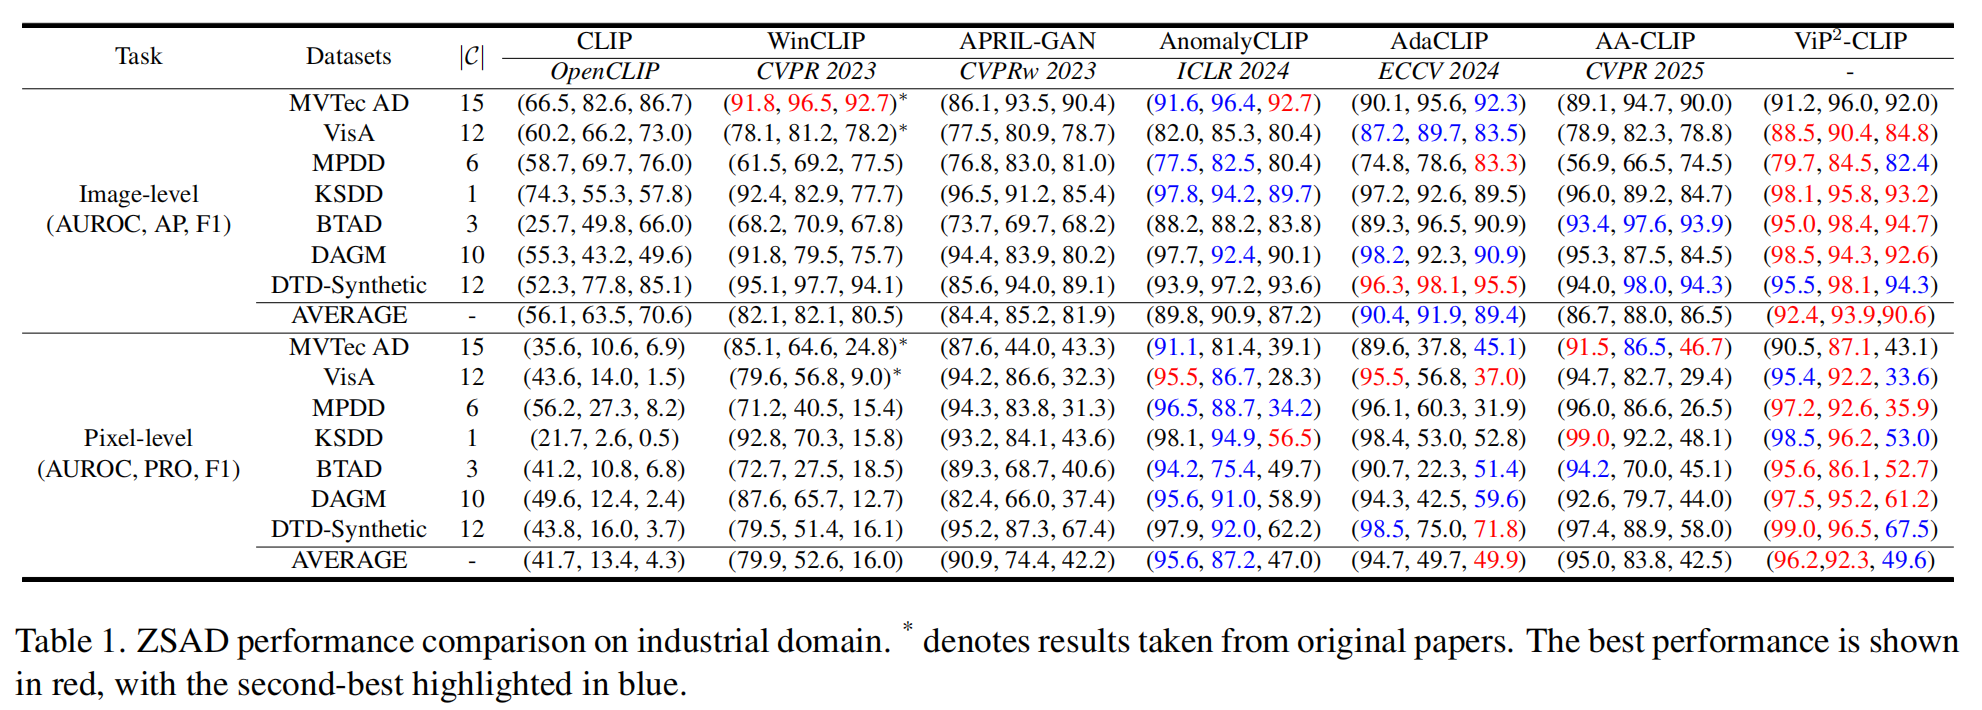 Task Datasets |C| CLIP WinCLIP APRIL-GAN AnomalyCLIP AdaCLIP AA-CLIP ViP²-CLIP
OpenCLIP CVPR 2023 CVPRw 2023 ICLR 2024 ECCV 2024 CVPR 2025 -
Image-level (AUROC, AP, F1)
MVTec AD 15 (66.5, 82.6, 86.7) (91.8, 96.5, 92.7)* (86.1, 93.5, 90.4) (91.6, 96.4, 92.7) (90.1, 95.6, 92.3) (89.1, 94.7, 90.0) (91.2, 96.0, 92.0)
VisA 12 (60.2, 66.2, 73.0) (78.1, 81.2, 78.2)* (77.5, 80.9, 78.7) (82.0, 85.3, 80.4) (87.2, 89.7, 83.5) (78.9, 82.3, 78.8) (88.5, 90.4, 84.8)
MPDD 6 (58.7, 69.7, 76.0) (61.5, 69.2, 77.5) (76.8, 83.0, 81.0) (77.5, 82.5, 80.4) (74.8, 78.6, 83.3) (56.9, 66.5, 74.5) (79.7, 84.5, 82.4)
KSDD 1 (74.3, 55.3, 57.8) (92.4, 82.9, 77.7) (96.5, 91.2, 85.4) (97.8, 94.2, 89.7) (97.2, 92.6, 89.5) (96.0, 89.2, 84.7) (98.1, 95.8, 93.2)
BTAD 3 (25.7, 49.8, 66.0) (68.2, 70.9, 67.8) (73.7, 69.7, 68.2) (88.2, 88.2, 83.8) (89.3, 96.5, 90.9) (93.4, 97.6, 93.9) (95.0, 98.4, 94.7)
DAGM 10 (55.3, 43.2, 49.6) (91.8, 79.5, 75.7) (94.4, 83.9, 80.2) (97.7, 92.4, 90.1) (98.2, 92.3, 90.9) (95.3, 87.5, 84.5) (98.5, 94.3, 92.6)
DTD-Synthetic 12 (52.3, 77.8, 85.1) (95.1, 97.7, 94.1) (85.6, 94.0, 89.1) (93.9, 97.2, 93.6) (96.3, 98.1, 95.5) (94.0, 98.0, 94.3) (95.5, 98.1, 94.3)
AVERAGE - (56.1, 63.5, 70.6) (82.1, 82.1, 80.5) (84.4, 85.2, 81.9) (89.8, 90.9, 87.2) (90.4, 91.9, 89.4) (86.7, 88.0, 86.5) (92.4, 93.9,90.6)
Pixel-level (AUROC, PRO, F1)
MVTec AD 15 (35.6, 10.6, 6.9) (85.1, 64.6, 24.8)* (87.6, 44.0, 43.3) (91.1, 81.4, 39.1) (89.6, 37.8, 45.1) (91.5, 86.5, 46.7) (90.5, 87.1, 43.1)
VisA 12 (43.6, 14.0, 1.5) (79.6, 56.8, 9.0)* (94.2, 86.6, 32.3) (95.5, 86.7, 28.3) (95.5, 56.8, 37.0) (94.7, 82.7, 29.4) (95.4, 92.2, 33.6)
MPDD 6 (56.2, 27.3, 8.2) (71.2, 40.5, 15.4) (94.3, 83.8, 31.3) (96.5, 88.7, 34.2) (96.1, 60.3, 31.9) (96.0, 86.6, 26.5) (97.2, 92.6, 35.9)
KSDD 1 (21.7, 2.6, 0.5) (92.8, 70.3, 15.8) (93.2, 84.1, 43.6) (98.1, 94.9, 56.5) (98.4, 53.0, 52.8) (99.0, 92.2, 48.1) (98.5, 96.2, 53.0)
BTAD 3 (41.2, 10.8, 6.8) (72.7, 27.5, 18.5) (89.3, 68.7, 40.6) (94.2, 75.4, 49.7) (90.7, 22.3, 51.4) (94.2, 70.0, 45.1) (95.6, 86.1, 52.7)
DAGM 10 (49.6, 12.4, 2.4) (87.6, 65.7, 12.7) (82.4, 66.0, 37.4) (95.6, 91.0, 58.9) (94.3, 42.5, 59.6) (92.6, 79.7, 44.0) (97.5, 95.2, 61.2)
DTD-Synthetic 12 (43.8, 16.0, 3.7) (79.5, 51.4, 16.1) (95.2, 87.3, 67.4) (97.9, 92.0, 62.2) (98.5, 75.0, 71.8) (97.4, 88.9, 58.0) (99.0, 96.5, 67.5)
AVERAGE - (41.7, 13.4, 4.3) (79.9, 52.6, 16.0) (90.9, 74.4, 42.2) (95.6, 87.2, 47.0) (94.7, 49.7, 49.9) (95.0, 83.8, 42.5) (96.2,92.3, 49.6)
Table 1. ZSAD performance comparison on industrial domain. * denotes results taken from original papers. The best performance is shown
in red, with the second-best highlighted in blue.